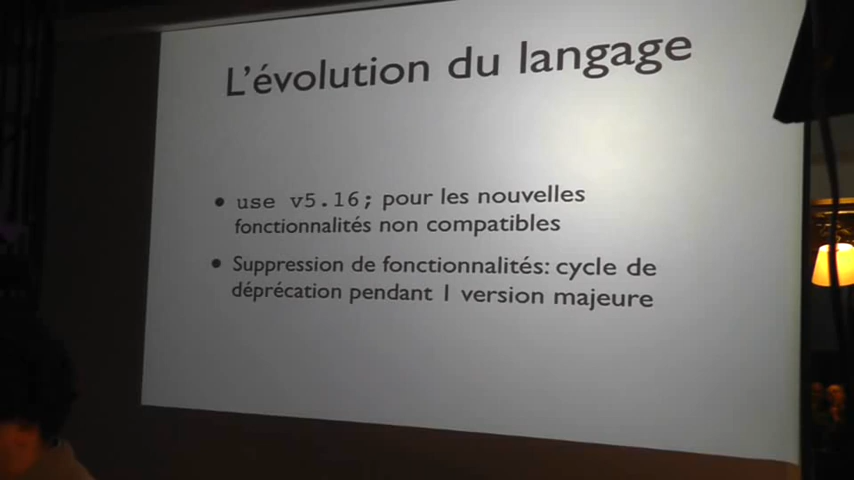 L'évolution du langage
• use v5.16; pour les nouvelles
fonctionnalités non compatibles
• Suppression de fonctionnalités: cycle de
déprécation pendant 1 version majeure